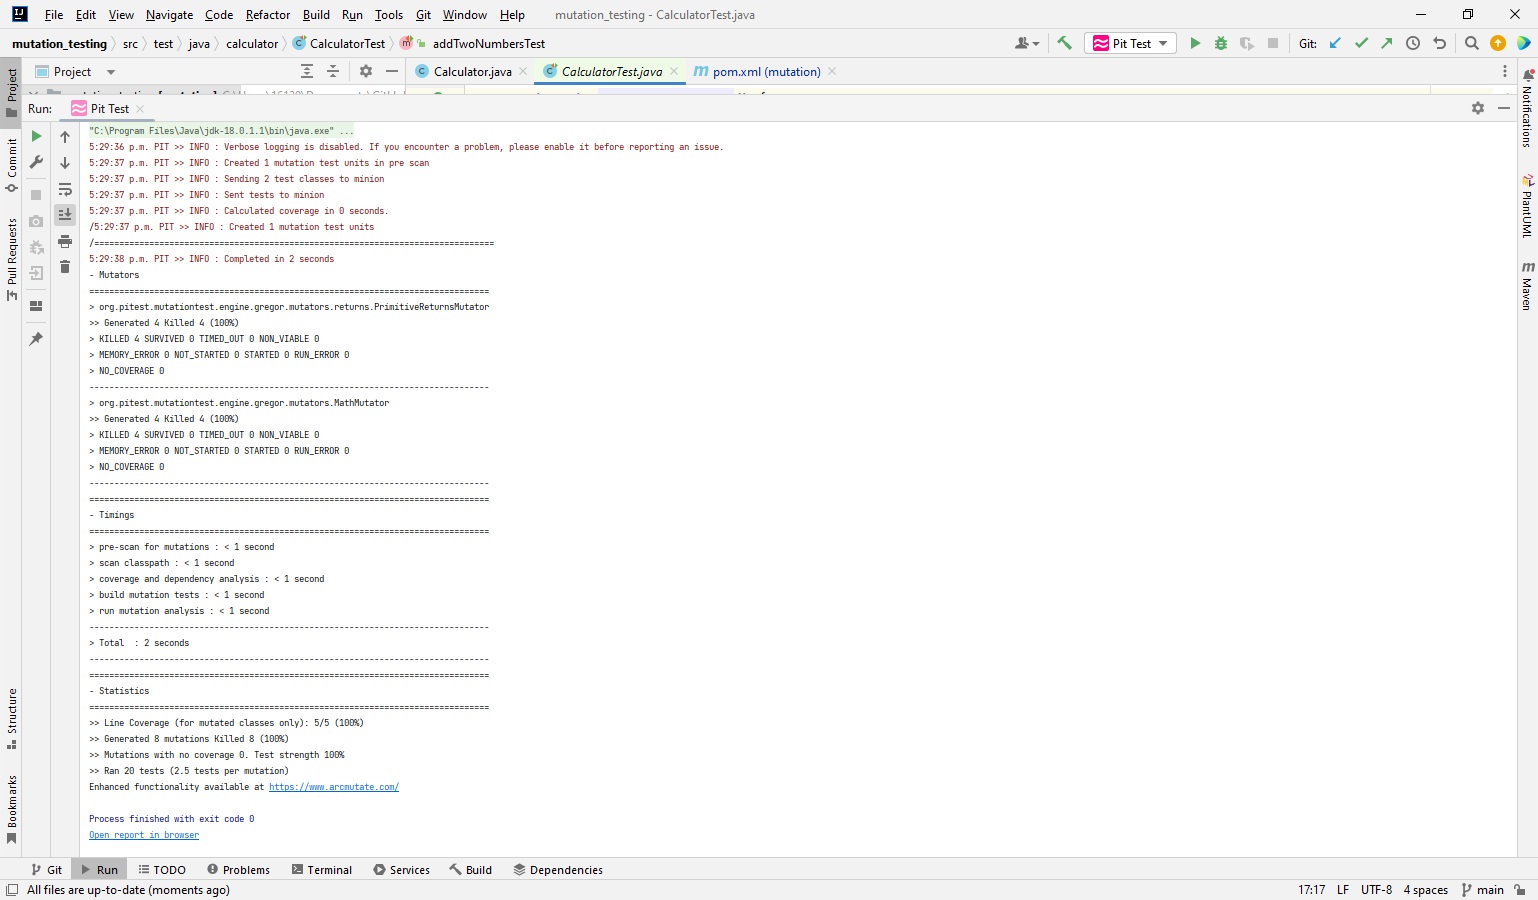 File Edit View Navigate Code Refactor Build Run Tools Git Window Help mutation_testing - CalculatorTest.java
mutation_testing src test java calculator CalculatorTest addTwoNumbersTest Pit Test Git:
Project Calculator.java CalculatorTest.java pom.xml (mutation)
Run: Pit Test
"C:\Program Files\Java\jdk-18.0.1.1\bin\java.exe" ...
5:29:36 p.m. PIT >> INFO : Verbose logging is disabled. If you encounter a problem, please enable it before reporting an issue.
5:29:37 p.m. PIT >> INFO : Created 1 mutation test units in pre scan
5:29:37 p.m. PIT >> INFO : Sending 2 test classes to minion
5:29:37 p.m. PIT >> INFO : Sent tests to minion
5:29:37 p.m. PIT >> INFO : Calculated coverage in 0 seconds.
/5:29:37 p.m. PIT >> INFO : Created 1 mutation test units
/================================================================================
5:29:38 p.m. PIT >> INFO : Completed in 2 seconds
- Mutators
================================================================================
> org.pitest.mutationtest.engine.gregor.mutators.returns.PrimitiveReturnsMutator
>> Generated 4 Killed 4 (100%)
> KILLED 4 SURVIVED 0 TIMED_OUT 0 NON_VIABLE 0
> MEMORY_ERROR 0 NOT_STARTED 0 STARTED 0 RUN_ERROR 0
> NO_COVERAGE 0
--------------------------------------------------------------------------------
> org.pitest.mutationtest.engine.gregor.mutators.MathMutator
>> Generated 4 Killed 4 (100%)
> KILLED 4 SURVIVED 0 TIMED_OUT 0 NON_VIABLE 0
> MEMORY_ERROR 0 NOT_STARTED 0 STARTED 0 RUN_ERROR 0
> NO_COVERAGE 0
--------------------------------------------------------------------------------
================================================================================
- Timings
================================================================================
> pre-scan for mutations : < 1 second
> scan classpath : < 1 second
> coverage and dependency analysis : < 1 second
> build mutation tests : < 1 second
> run mutation analysis : < 1 second
--------------------------------------------------------------------------------
> Total  : 2 seconds
--------------------------------------------------------------------------------
================================================================================
- Statistics
================================================================================
>> Line Coverage (for mutated classes only): 5/5 (100%)
>> Generated 8 mutations Killed 8 (100%)
>> Mutations with no coverage 0. Test strength 100%
>> Ran 20 tests (2.5 tests per mutation)
Enhanced functionality available at https://www.arcmutate.com/
Process finished with exit code 0
Open report in browser
Project
Commit
Pull Requests
Structure
Bookmarks
Notifications
PlantUML
Maven
Git Run TODO Problems Terminal Services Build Dependencies
All files are up-to-date (moments ago) 17:17 LF UTF-8 4 spaces main